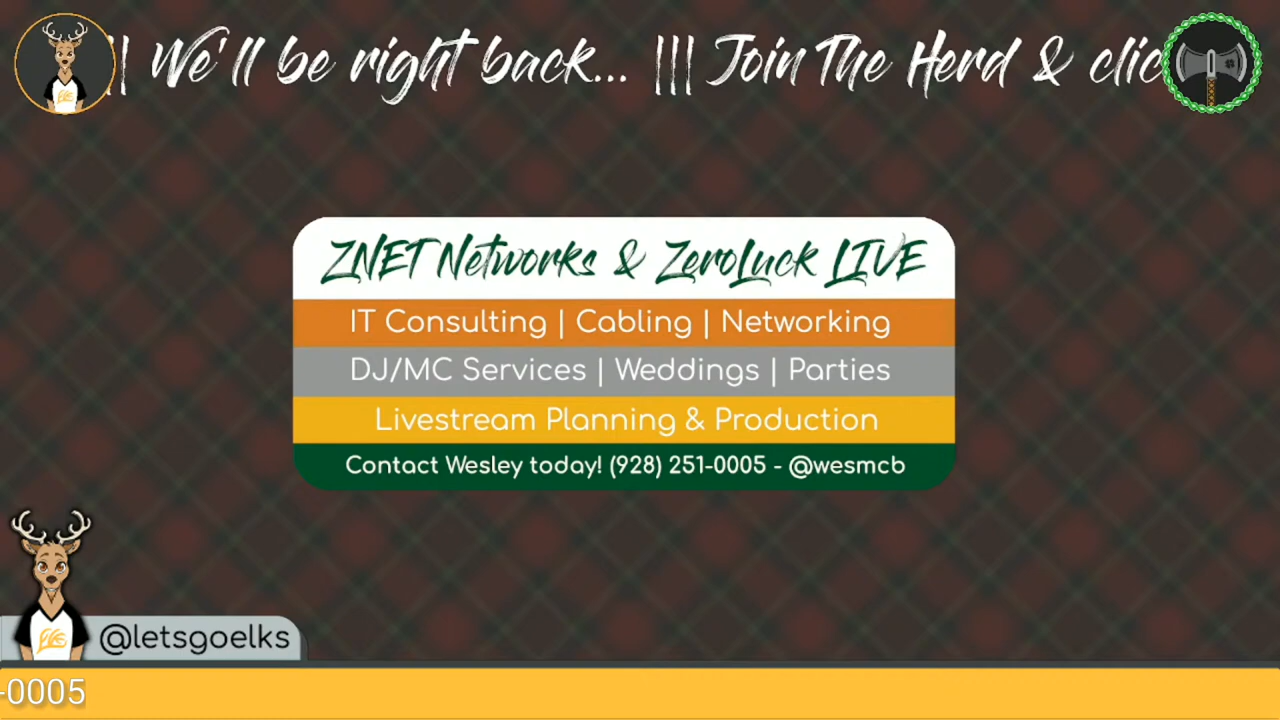 || We'll be right back... ||| Join The Herd & clic
ZNET Networks & ZeroLuck LIVE
IT Consulting | Cabling | Networking
DJ/MC Services | Weddings | Parties
Livestream Planning & Production
Contact Wesley today! (928) 251-0005 - @wesmcb
@letsgoelks
-0005